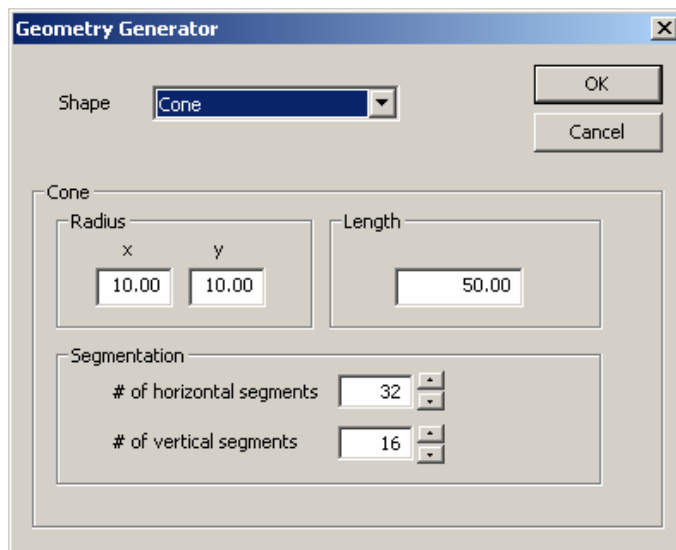 Geometry Generator
Shape Cone
OK
Cancel
Cone
Radius
x y
10.00 10.00
Length
50.00
Segmentation
# of horizontal segments 32
# of vertical segments 16